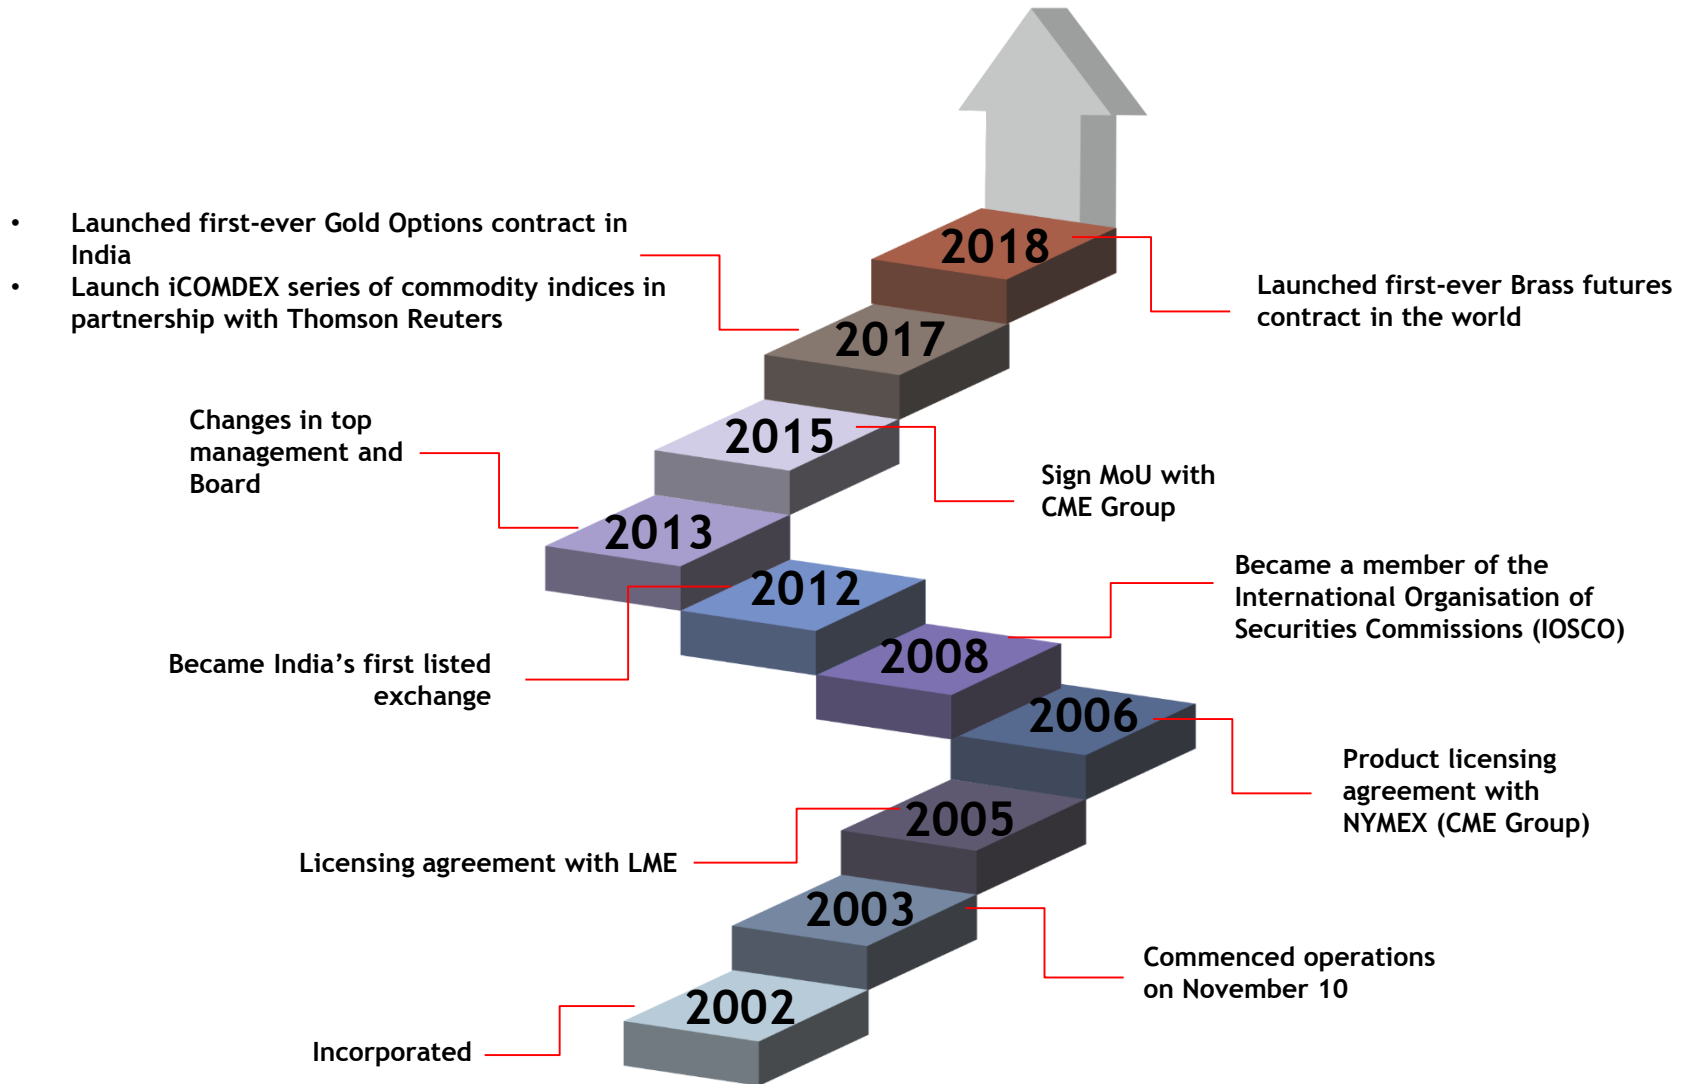 • Launched first-ever Gold Options contract in
India
• Launch iCOMDEX series of commodity indices in
partnership with Thomson Reuters
2018
Launched first-ever Brass futures
contract in the world
2017
Changes in top
management and
Board
2015
Sign MoU with
CME Group
2013
2012
Became a member of the
International Organisation of
Securities Commissions (IOSCO)
Became India’s first listed
exchange
2008
2006
Product licensing
agreement with
NYMEX (CME Group)
2005
Licensing agreement with LME
2003
Commenced operations
on November 10
2002
Incorporated